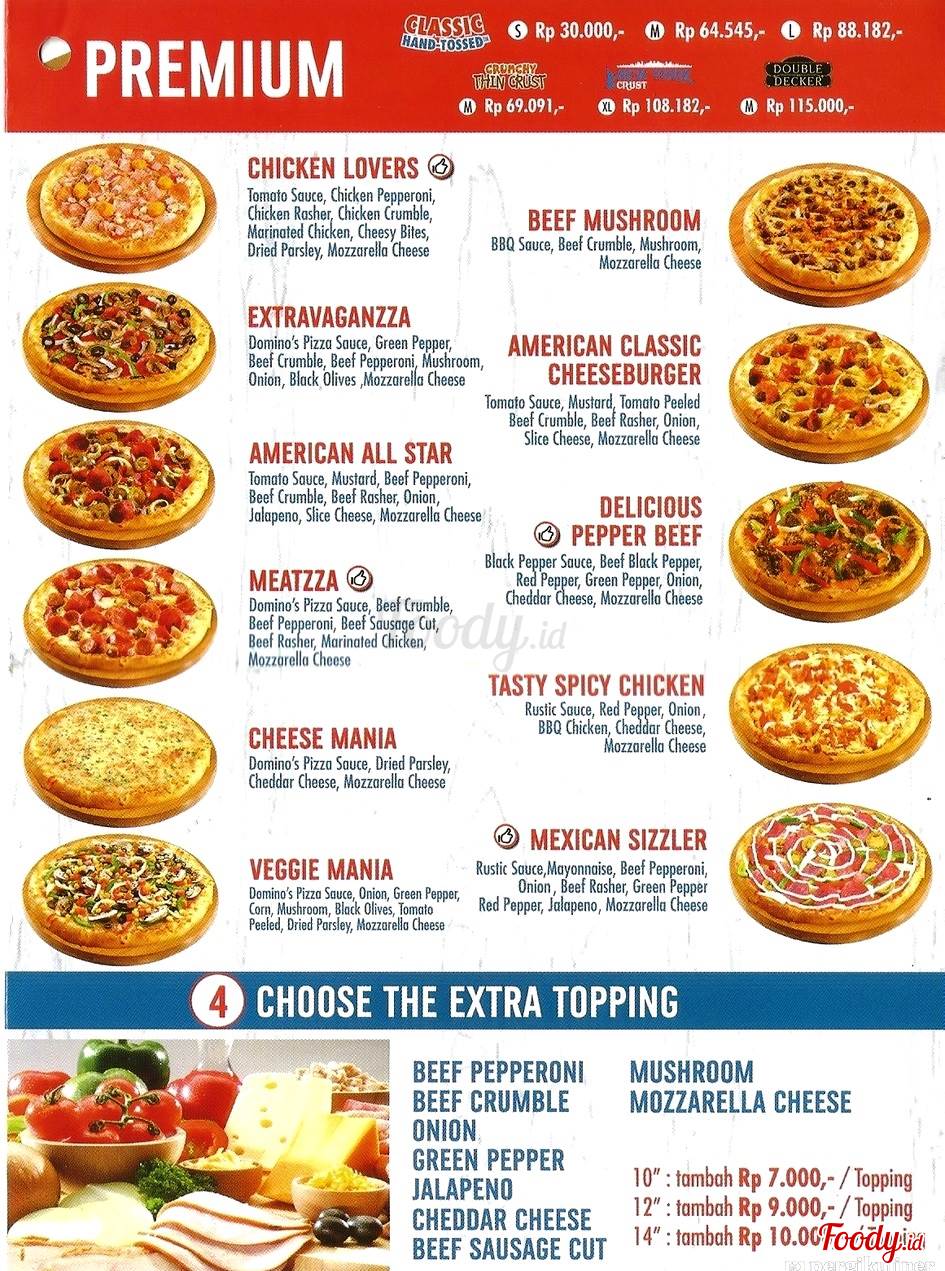 PREMIUM
CLASSIC
HAND-TOSSED™
S Rp 30.000,- M Rp 64.545,- L Rp 88.182,-
CRUNCHY
THIN CRUST
NEW YORK
CRUST
DOUBLE
DECKER
M Rp 69.091,- XL Rp 108.182,- M Rp 115.000,-
CHICKEN LOVERS
Tomato Sauce, Chicken Pepperoni,
Chicken Rasher, Chicken Crumble,
Marinated Chicken, Cheesy Bites,
Dried Parsley, Mozzarella Cheese
EXTRAVAGANZZA
Domino's Pizza Sauce, Green Pepper,
Beef Crumble, Beef Pepperoni, Mushroom,
Onion, Black Olives ,Mozzarella Cheese
AMERICAN ALL STAR
Tomato Sauce, Mustard, Beef Pepperoni,
Beef Crumble, Beef Rasher, Onion,
Jalapeno, Slice Cheese, Mozzarella Cheese
MEATZZA
Domino's Pizza Sauce, Beef Crumble,
Beef Pepperoni, Beef Sausage Cut,
Beef Rasher, Marinated Chicken,
Mozzarella Cheese
CHEESE MANIA
Domino's Pizza Sauce, Dried Parsley,
Cheddar Cheese, Mozzarella Cheese
VEGGIE MANIA
Domino's Pizza Sauce, Onion, Green Pepper,
Corn, Mushroom, Black Olives, Tomato
Peeled, Dried Parsley, Mozzarella Cheese
BEEF MUSHROOM
BBQ Sauce, Beef Crumble, Mushroom,
Mozzarella Cheese
AMERICAN CLASSIC
CHEESEBURGER
Tomato Sauce, Mustard, Tomato Peeled
Beef Crumble, Beef Rasher, Onion,
Slice Cheese, Mozzarella Cheese
DELICIOUS
PEPPER BEEF
Black Pepper Sauce, Beef Black Pepper,
Red Pepper, Green Pepper, Onion,
Cheddar Cheese, Mozzarella Cheese
TASTY SPICY CHICKEN
Rustic Sauce, Red Pepper, Onion,
BBQ Chicken, Cheddar Cheese,
Mozzarella Cheese
MEXICAN SIZZLER
Rustic Sauce,Mayonnaise, Beef Pepperoni,
Onion, Beef Rasher, Green Pepper
Red Pepper, Jalapeno, Mozzarella Cheese
Foody.id
4 CHOOSE THE EXTRA TOPPING
BEEF PEPPERONI
BEEF CRUMBLE
ONION
GREEN PEPPER
JALAPENO
CHEDDAR CHEESE
BEEF SAUSAGE CUT
MUSHROOM
MOZZARELLA CHEESE
10" : tambah Rp 7.000,- / Topping
12" : tambah Rp 9.000,- / Topping
14" : tambah Rp 10.00
Foody.id
pergikuliner